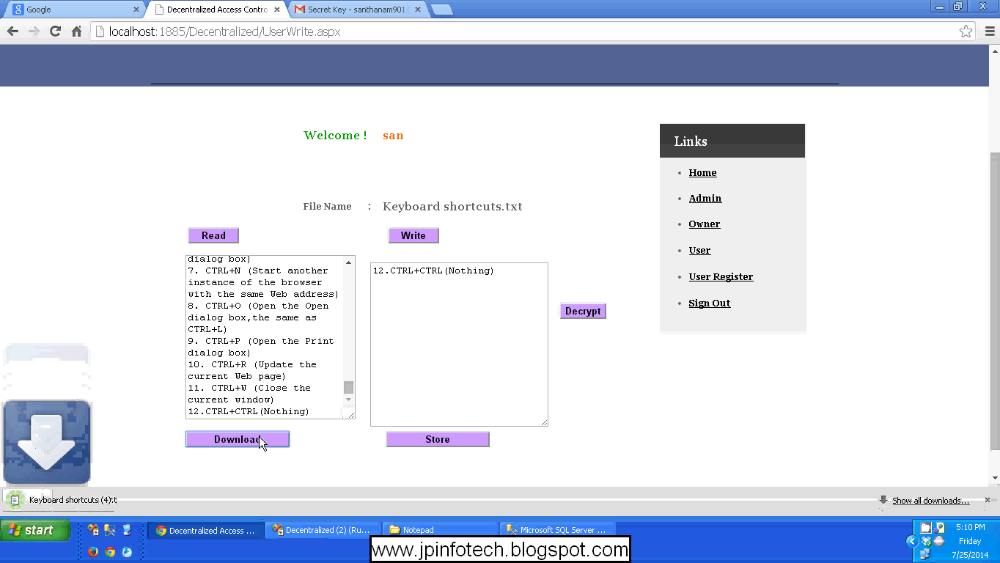 Google
Decentralized Access Contro
Secret Key - santhanam901
localhost:1885/Decentralized/UserWrite.aspx
Welcome ! san
Links
Home
Admin
Owner
User
User Register
Sign Out
File Name : Keyboard shortcuts.txt
Read
Write
dialog box)
7. CTRL+N (Start another
instance of the browser
with the same Web address)
8. CTRL+O (Open the Open
dialog box,the same as
CTRL+L)
9. CTRL+P (Open the Print
dialog box)
10. CTRL+R (Update the
current Web page)
11. CTRL+W (Close the
current window)
12.CTRL+CTRL(Nothing)
12.CTRL+CTRL(Nothing)
Decrypt
Download
Store
Keyboard shortcuts (4).t
Show all downloads...
start
Decentralized Access ...
Decentralized (2) (Ru...
Notepad
Microsoft SQL Server ...
5:10 PM
Friday
7/25/2014
www.jpinfotech.blogspot.com